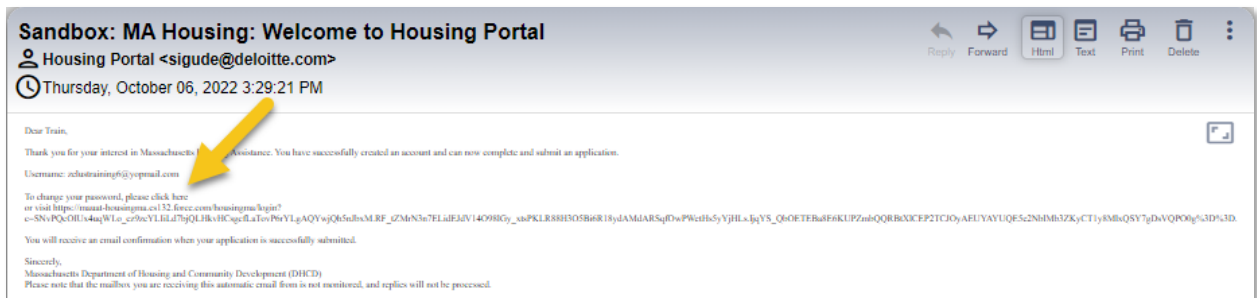 Sandbox: MA Housing: Welcome to Housing Portal
Housing Portal <sigude@deloitte.com>
Thursday, October 06, 2022 3:29:21 PM
Reply Forward Html Text Print Delete
Dear Train,
Thank you for your interest in Massachusetts Assistance. You have successfully created an account and can now complete and submit an application.
Username: zelustraining6@yopmail.com
To change your password, please click here
or visit https://mauat-housingma.cs132.force.com/housingma/login?
You will receive an email confirmation when your application is successfully submitted.
Sincerely,
Massachusetts Department of Housing and Community Development (DHCD)
Please note that the mailbox you are receiving this automatic email from is not monitored, and replies will not be processed.